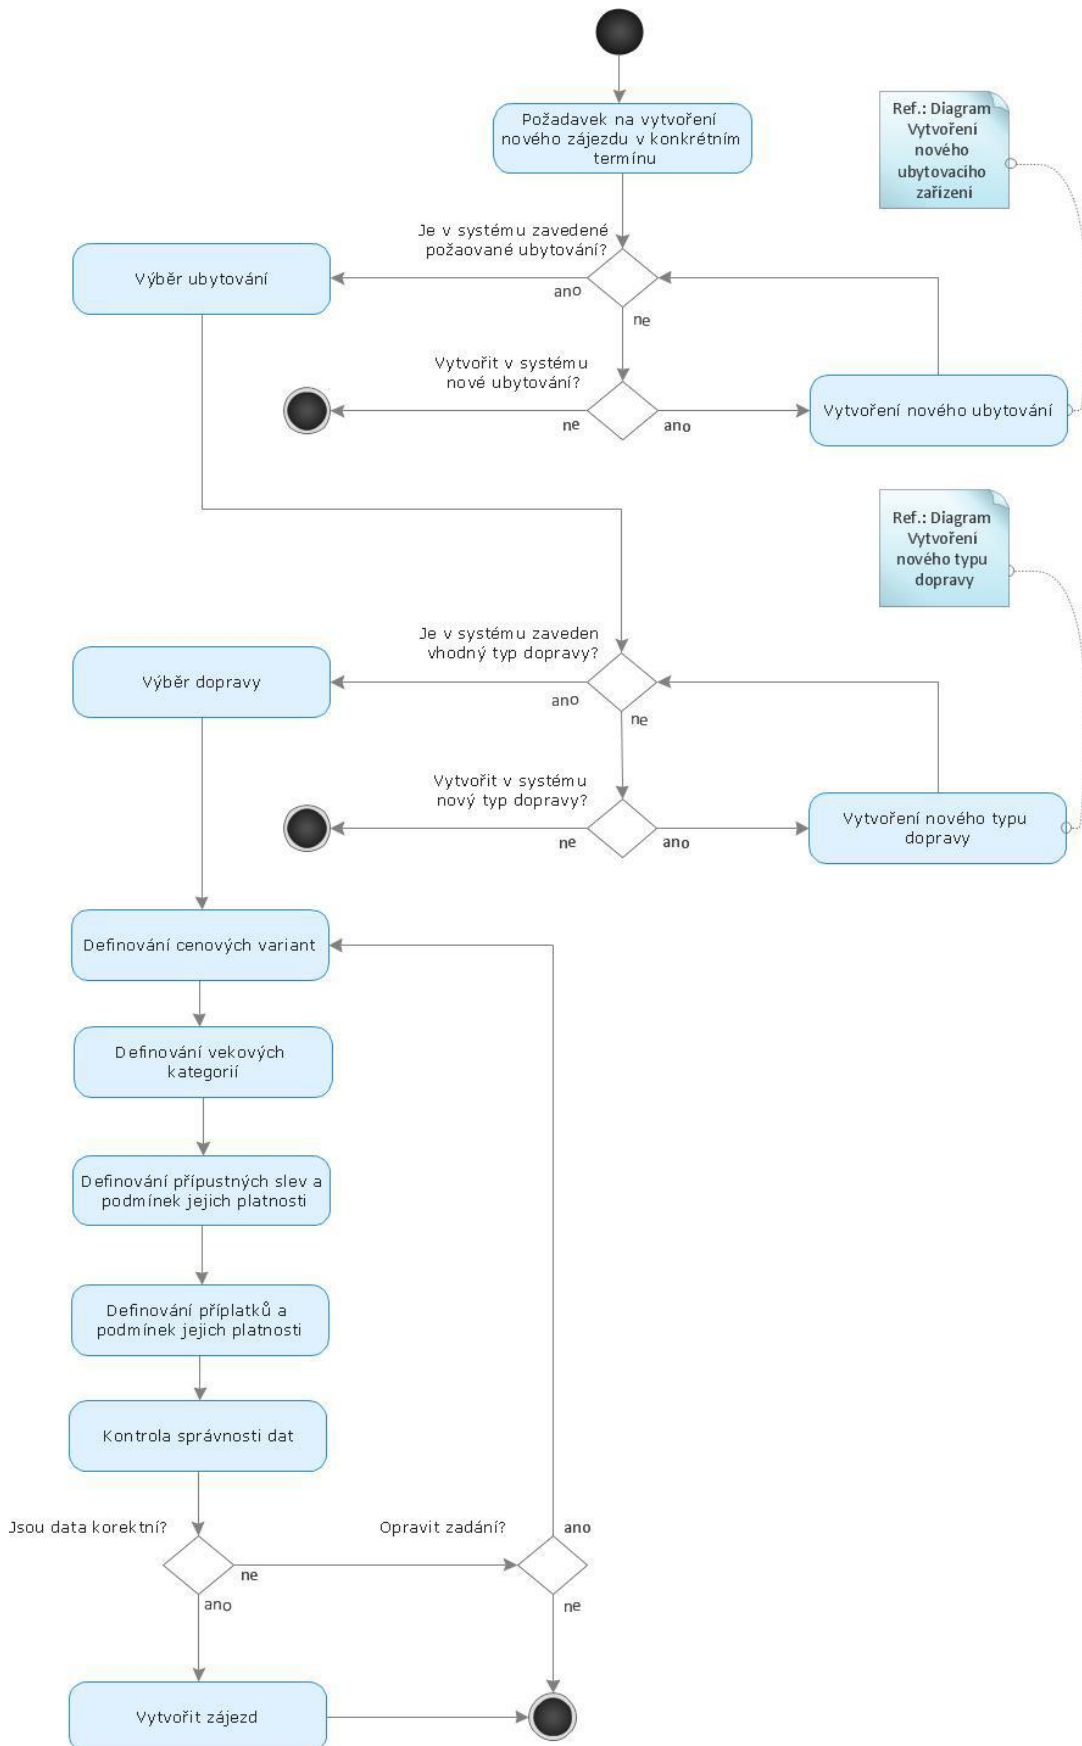 Požadavek na vytvoření
nového zájezdu v konkrétním
termínu
Ref.: Diagram
Vytvoření
nového
ubytovacího
zařízení
Je v systému zavedené
požaované ubytování?
Výběr ubytování
ano
ne
Vytvořit v systému
nové ubytování?
ne
ano
Vytvoření nového ubytování
Ref.: Diagram
Vytvoření
nového typu
dopravy
Je v systému zaveden
vhodný typ dopravy?
Výběr dopravy
ano
ne
Vytvořit v systému
nový typ dopravy?
ne
ano
Vytvoření nového typu
dopravy
Definování cenových variant
Definování vekových
kategorií
Definování přípustných slev a
podmínek jejich platnosti
Definování příplatků a
podmínek jejich platnosti
Kontrola správnosti dat
Jsou data korektní?
ne
ano
Opravit zadání?
ano
ne
Vytvořit zájezd